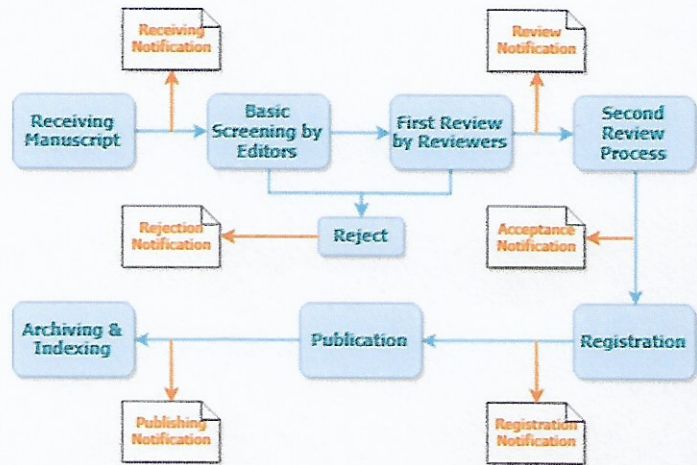 Receiving
Notification
Review
Notification
Receiving
Manuscript
Basic
Screening by
Editors
First Review
by Reviewers
Second
Review
Process
Rejection
Notification
Reject
Acceptance
Notification
Archiving &
Indexing
Publication
Registration
Publishing
Notification
Registration
Notification